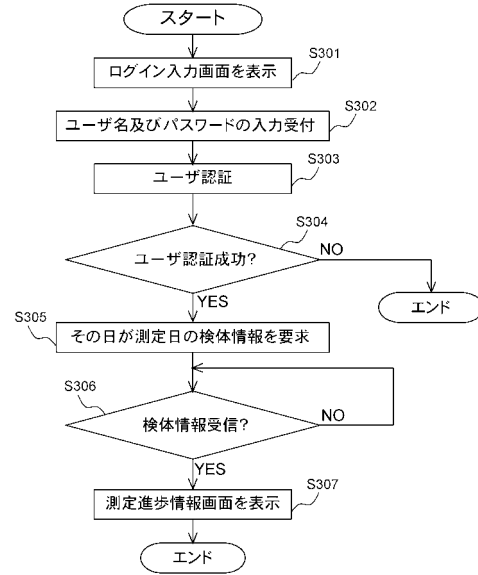 スタート
S301
ログイン入力画面を表示
S302
ユーザ名及びパスワードの入力受付
S303
ユーザ認証
S304
ユーザ認証成功?
NO
YES
エンド
S305
その日が測定日の検体情報を要求
S306
検体情報受信?
NO
YES
S307
測定進歩情報画面を表示
エンド